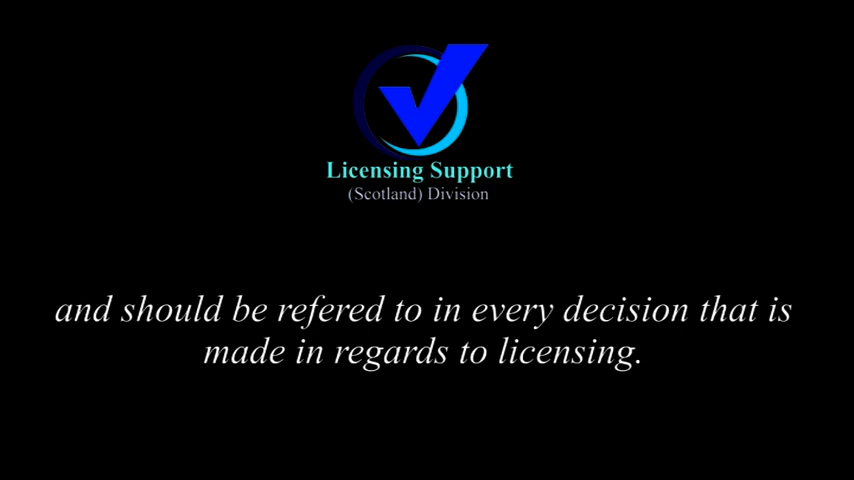 Licensing Support
(Scotland) Division
and should be refered to in every decision that is
made in regards to licensing.